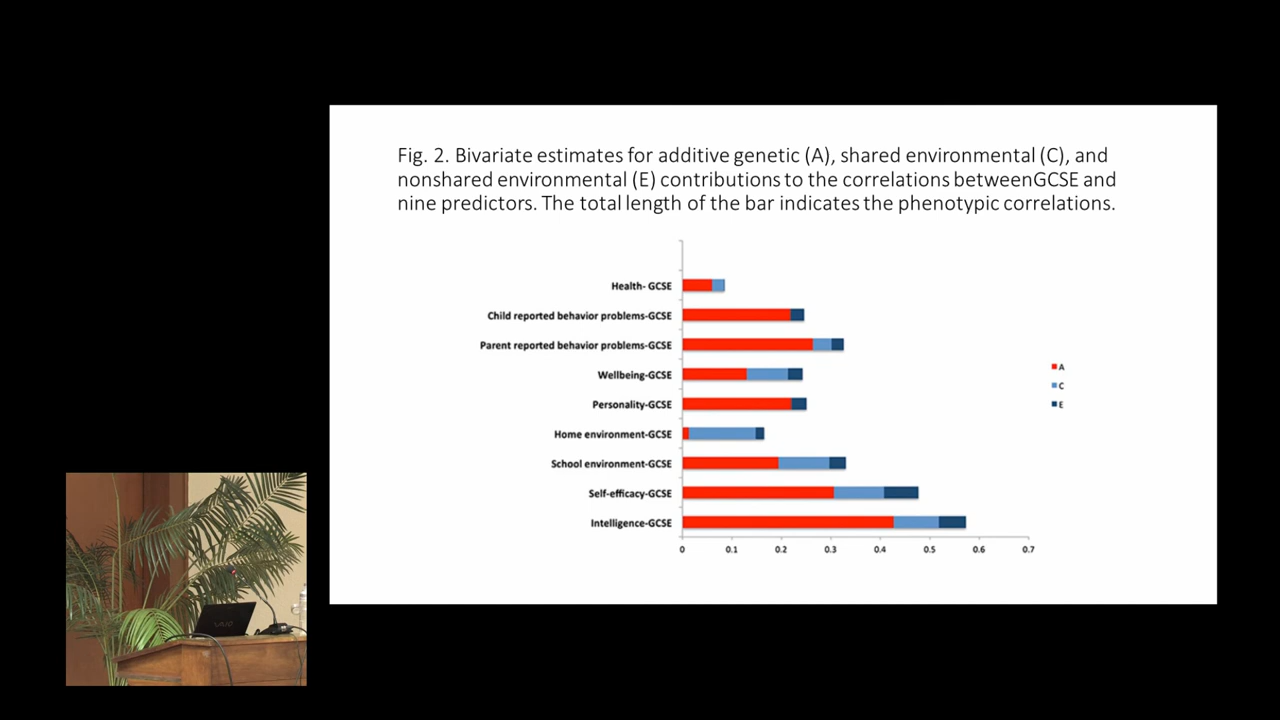 Fig. 2. Bivariate estimates for additive genetic (A), shared environmental (C), and
nonshared environmental (E) contributions to the correlations betweenGCSE and
nine predictors. The total length of the bar indicates the phenotypic correlations.
Health- GCSE
Child reported behavior problems-GCSE
Parent reported behavior problems-GCSE
Wellbeing-GCSE
Personality-GCSE
Home environment-GCSE
School environment-GCSE
Self-efficacy-GCSE
Intelligence-GCSE
0 0.1 0.2 0.3 0.4 0.5 0.6 0.7
A
C
E
VAIO